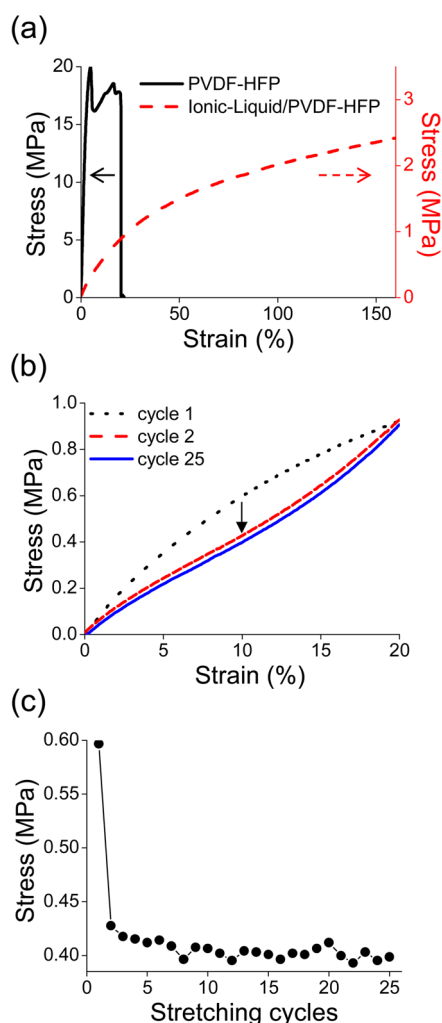 (a)
20
15
10
5
0
Stress (MPa)
PVDF-HFP
Ionic-Liquid/PVDF-HFP
3
2
1
0
Stress (MPa)
0 50 100 150
Strain (%)
(b)
1.0
0.8
0.6
0.4
0.2
0.0
Stress (MPa)
cycle 1
cycle 2
cycle 25
0 5 10 15 20
Strain (%)
(c)
0.60
0.55
0.50
0.45
0.40
Stress (MPa)
0 5 10 15 20 25
Stretching cycles